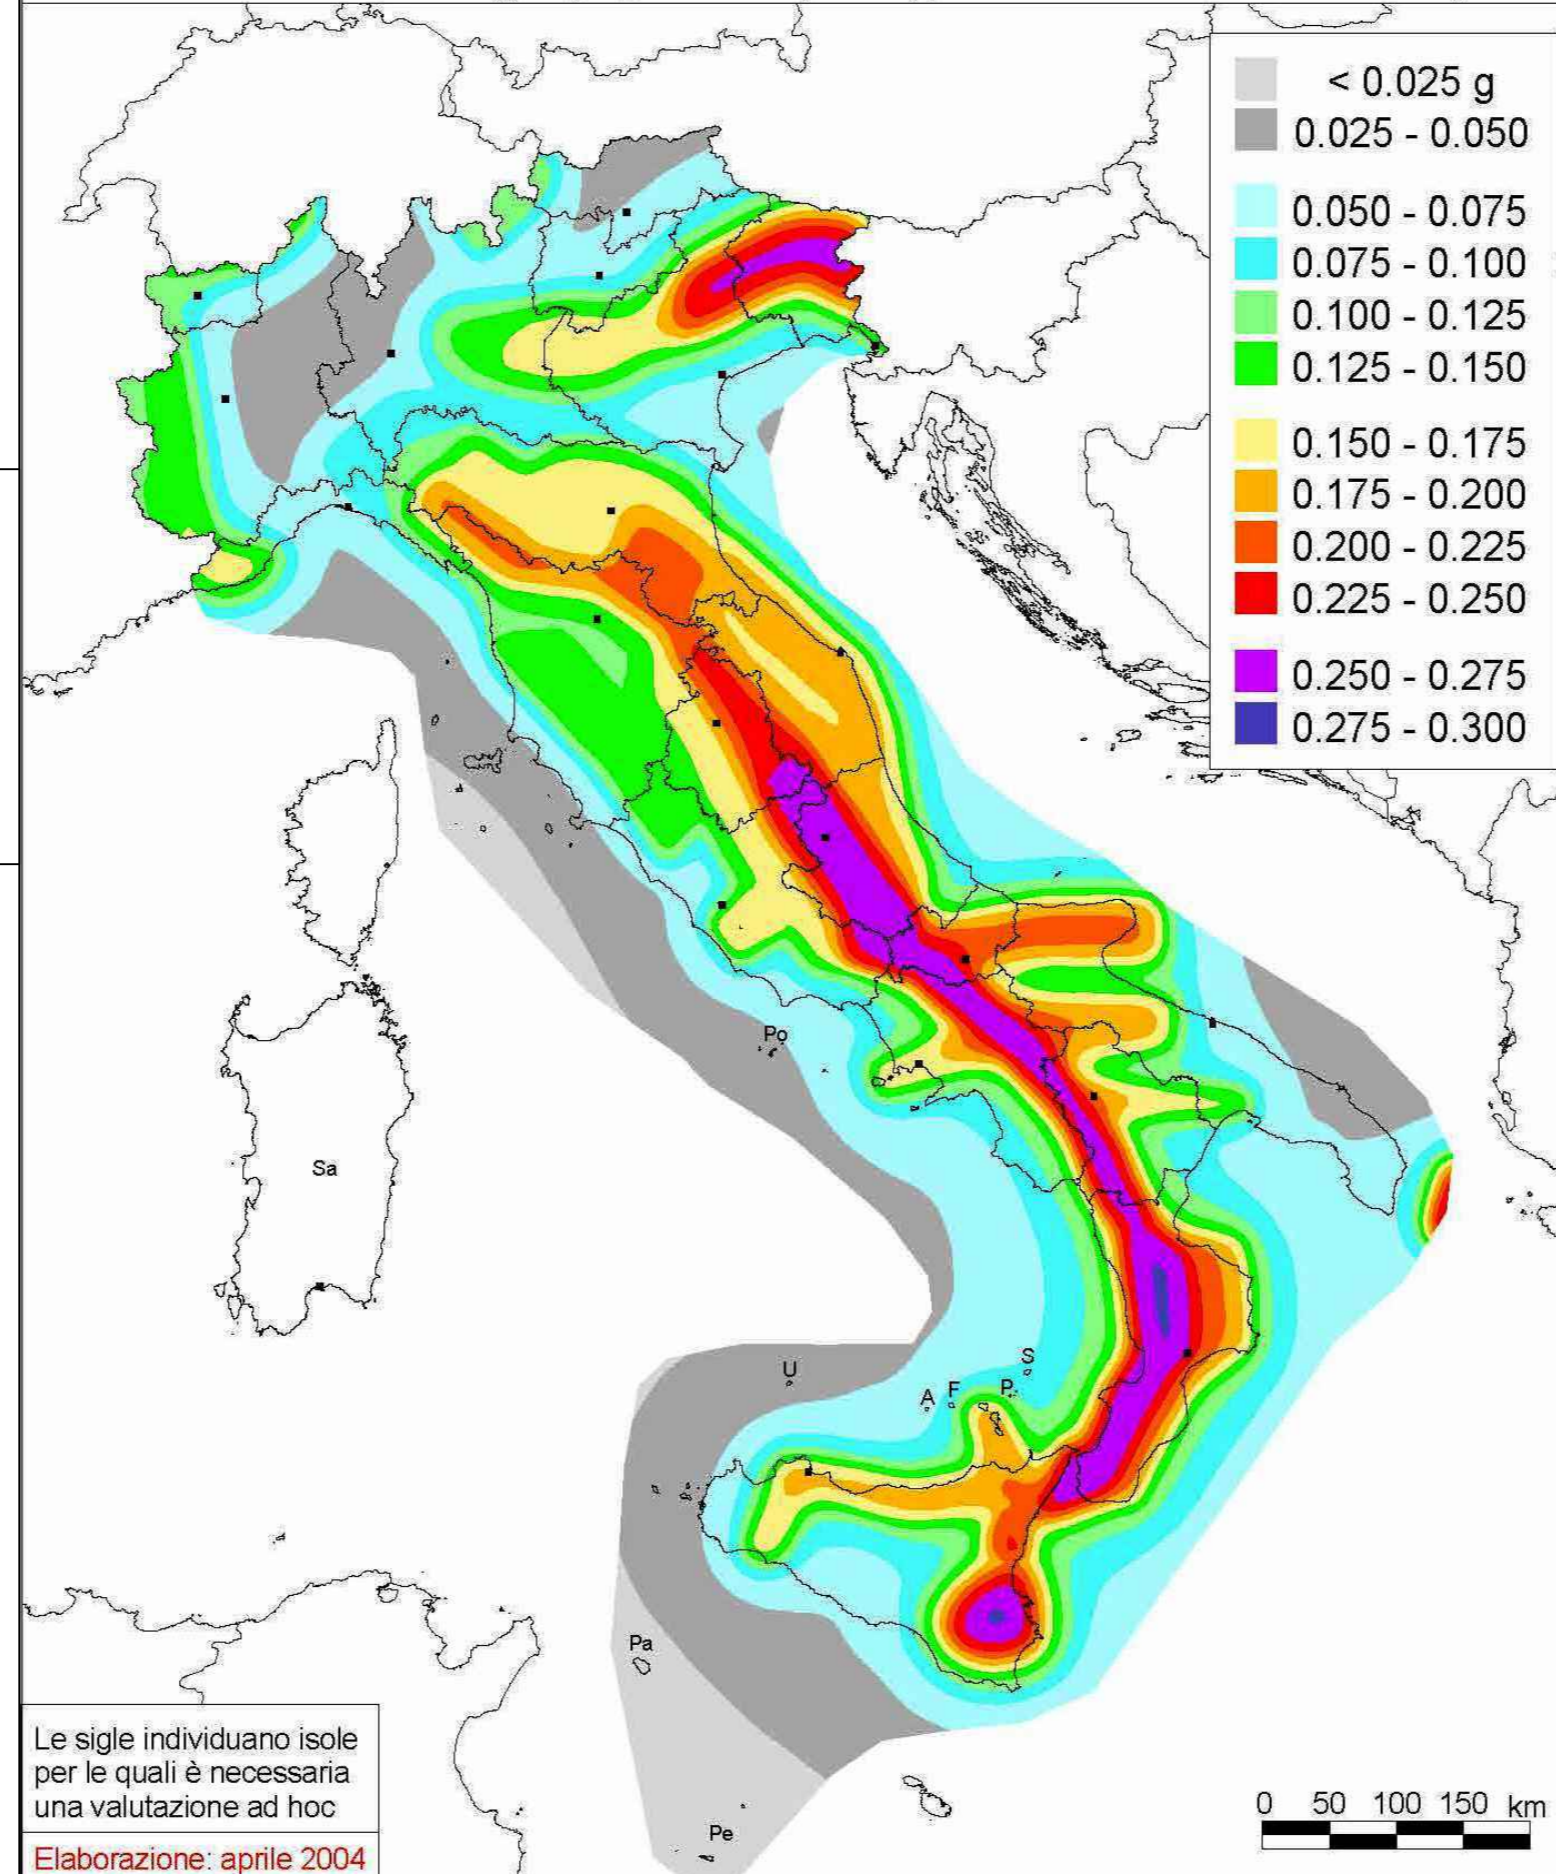 < 0.025 g
0.025 - 0.050
0.050 - 0.075
0.075 - 0.100
0.100 - 0.125
0.125 - 0.150
0.150 - 0.175
0.175 - 0.200
0.200 - 0.225
0.225 - 0.250
0.250 - 0.275
0.275 - 0.300
Po
Sa
S
U
A
F
P
Pa
Pe
Le sigle individuano isole
per le quali è necessaria
una valutazione ad hoc
Elaborazione: aprile 2004
0 50 100 150 km